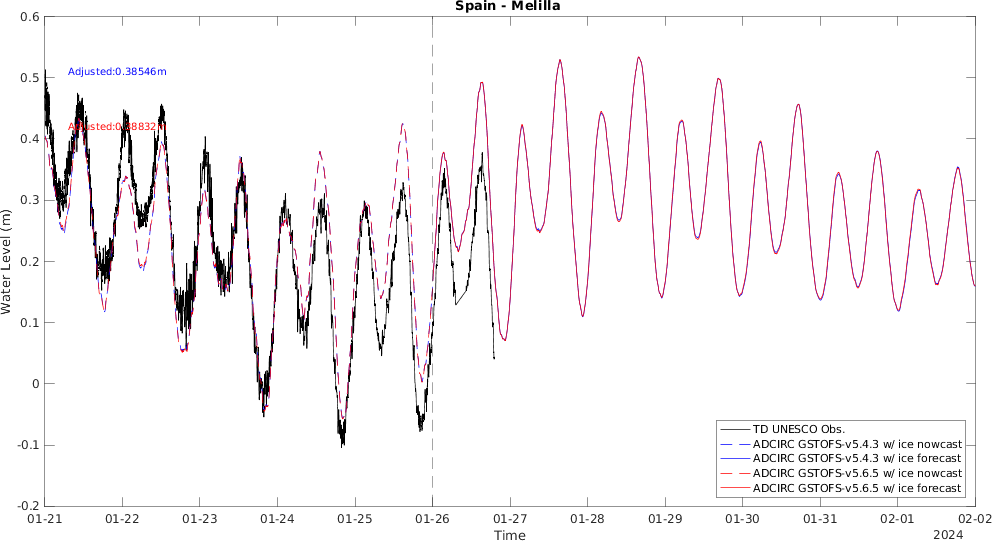 Spain - Melilla
0.6
0.5
0.4
0.3
0.2
0.1
0
-0.1
-0.2
Water Level (m)
Adjusted:0.38546m
TD UNESCO Obs.
ADCIRC GSTOFS-v5.4.3 w/ ice nowcast
ADCIRC GSTOFS-v5.4.3 w/ ice forecast
ADCIRC GSTOFS-v5.6.5 w/ ice nowcast
ADCIRC GSTOFS-v5.6.5 w/ ice forecast
01-21 01-22 01-23 01-24 01-25 01-26 01-27 01-28 01-29 01-30 01-31 02-01 02-02
Time
2024